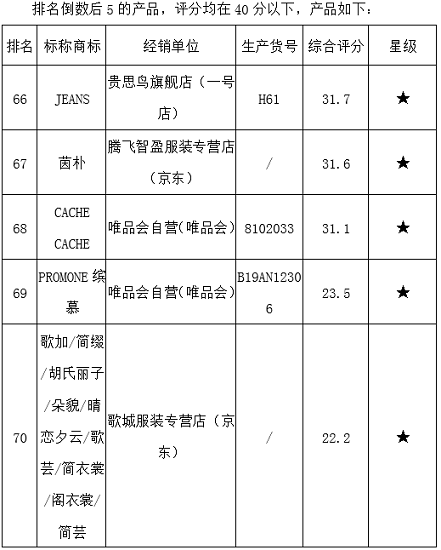 排名倒数后 5 的产品，评分均在 40 分以下，产品如下：
排名 标称商标 经销单位 生产货号 综合评分 星级
66 JEANS 贵思鸟旗舰店（一号店） H61 31.7 ★
67 茵朴 腾飞智盈服装专营店（京东） / 31.6 ★
68 CACHE CACHE 唯品会自营（唯品会） 8102033 31.1 ★
69 PROMONE 缤慕 唯品会自营（唯品会） B19AN12306 23.5 ★
70 歌加/简缀/胡氏丽子/朵貌/晴恋夕云/歌芸/简衣裳/阁衣裳/简芸 歌城服装专营店（京东） / 22.2 ★